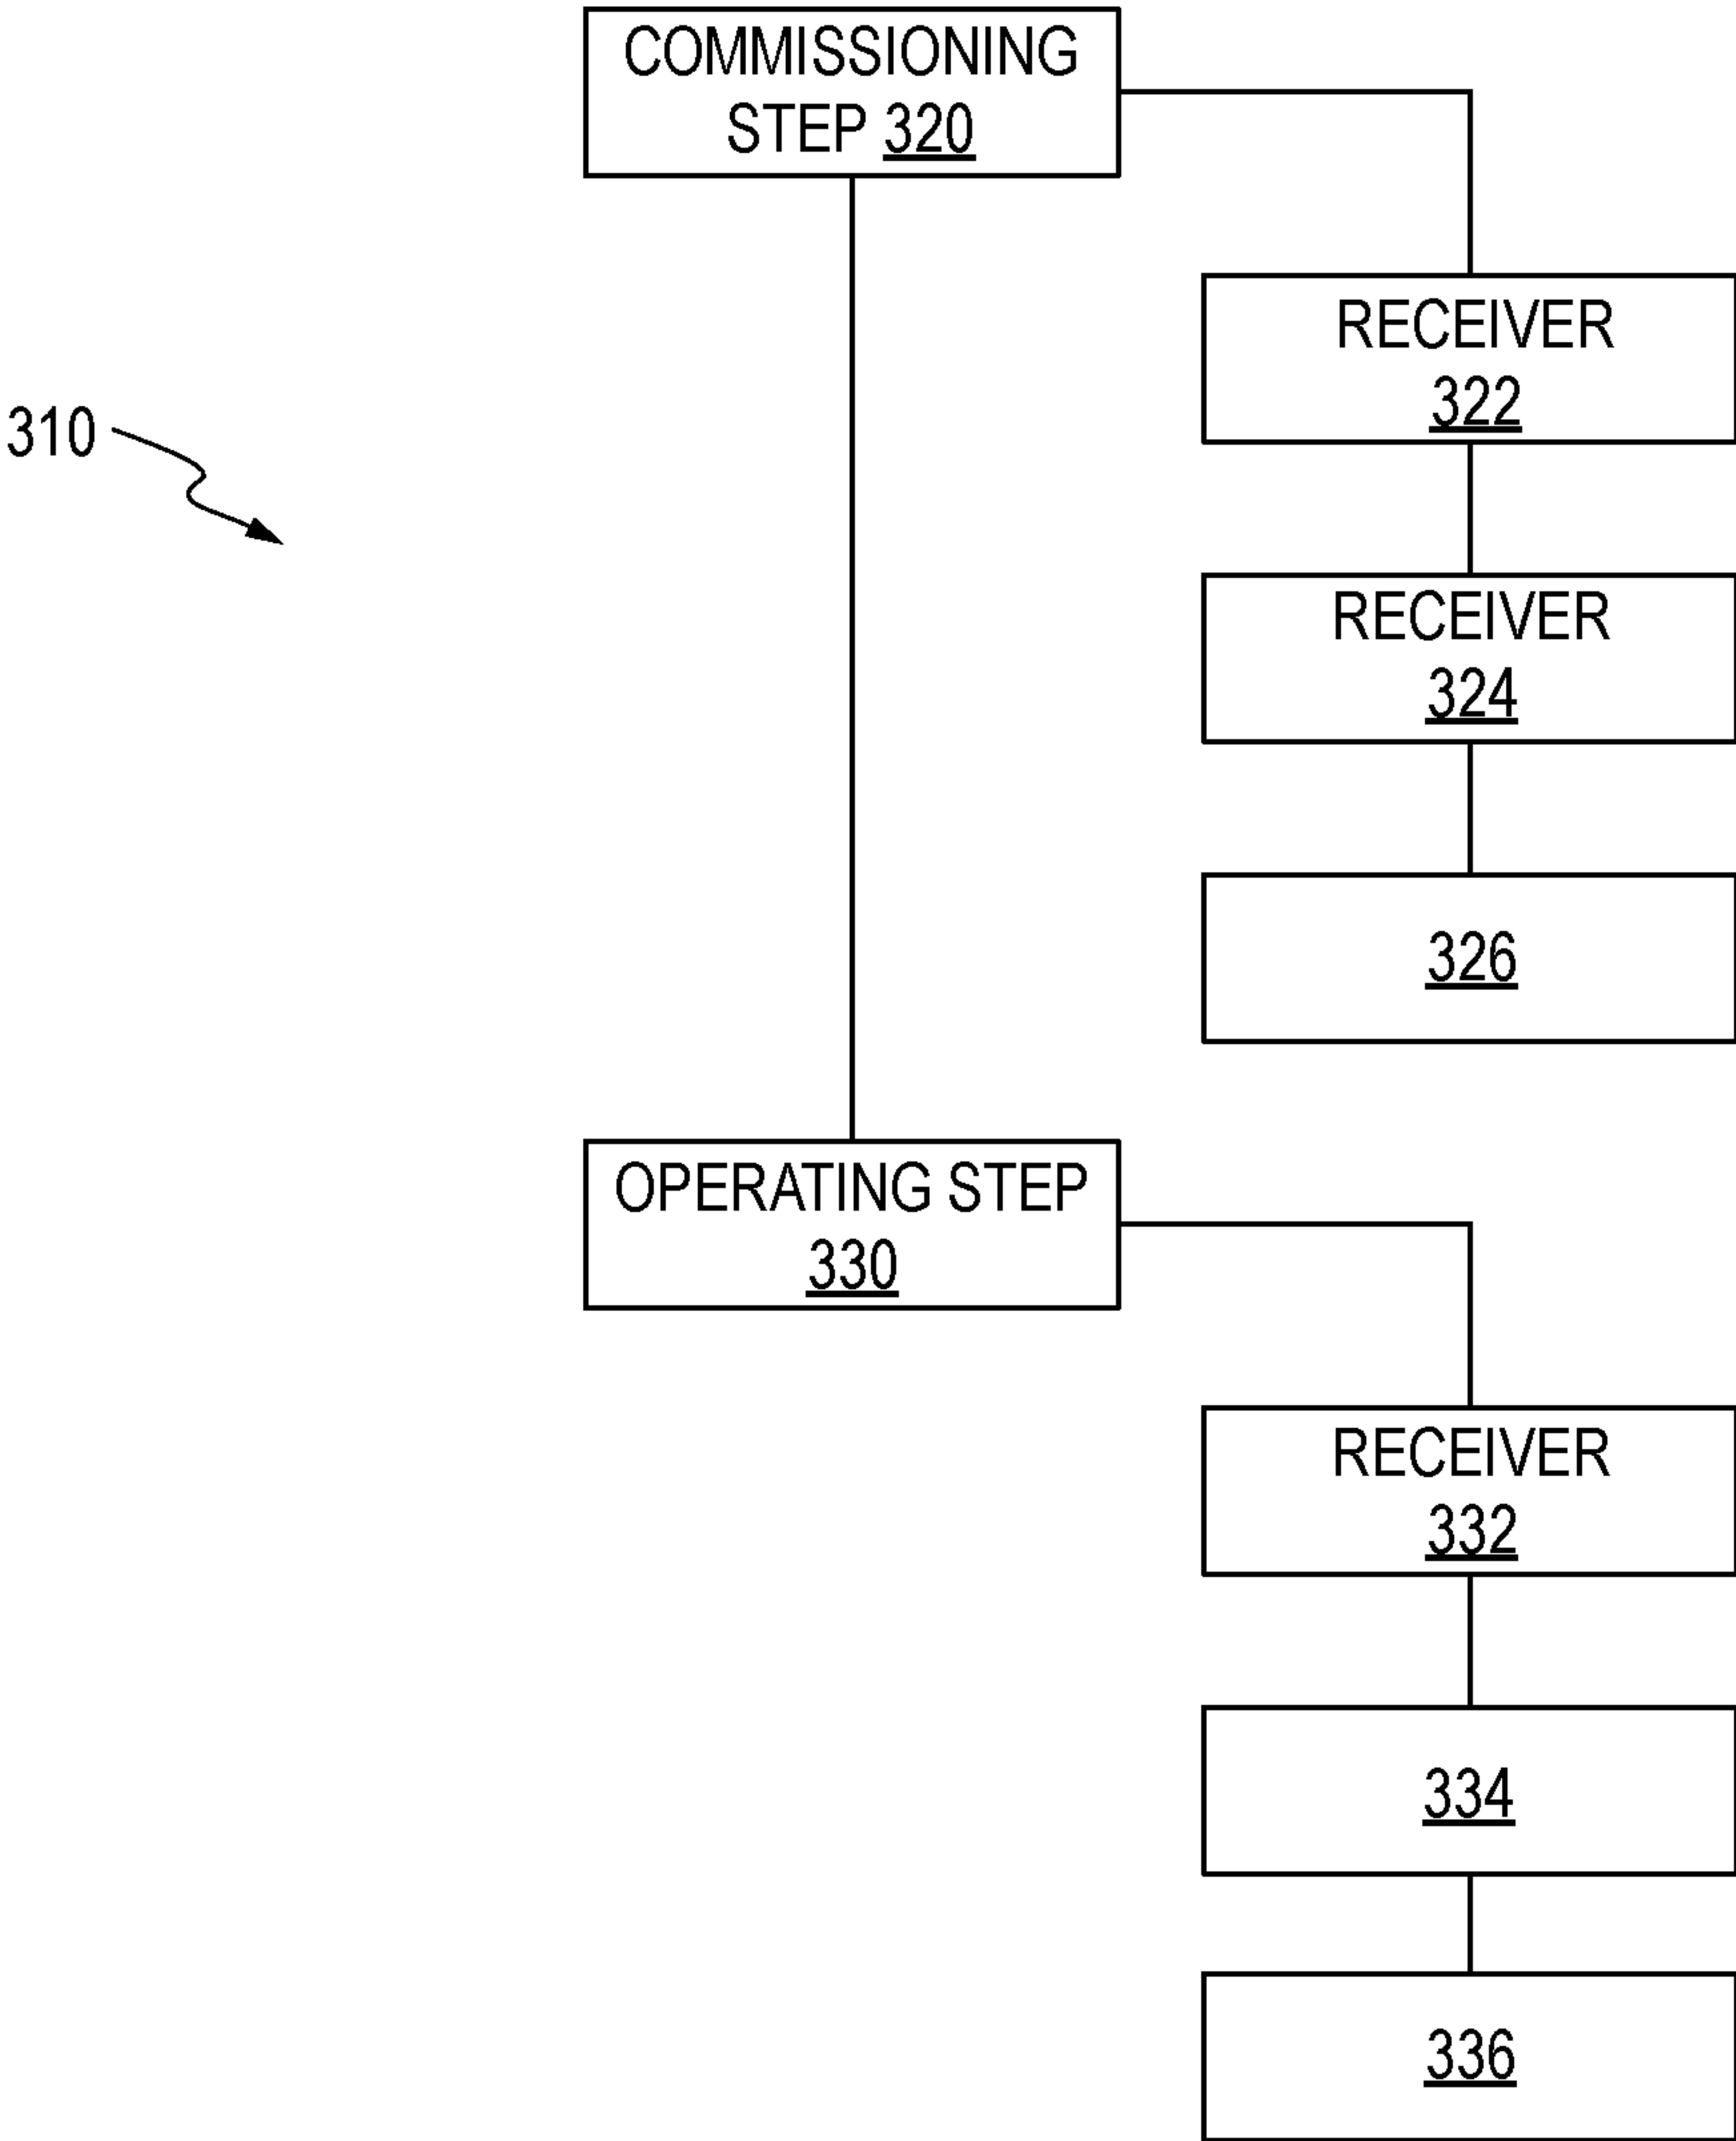 COMMISSIONING
STEP 320
RECEIVER
322
310
RECEIVER
324
326
OPERATING STEP
330
RECEIVER
332
334
336